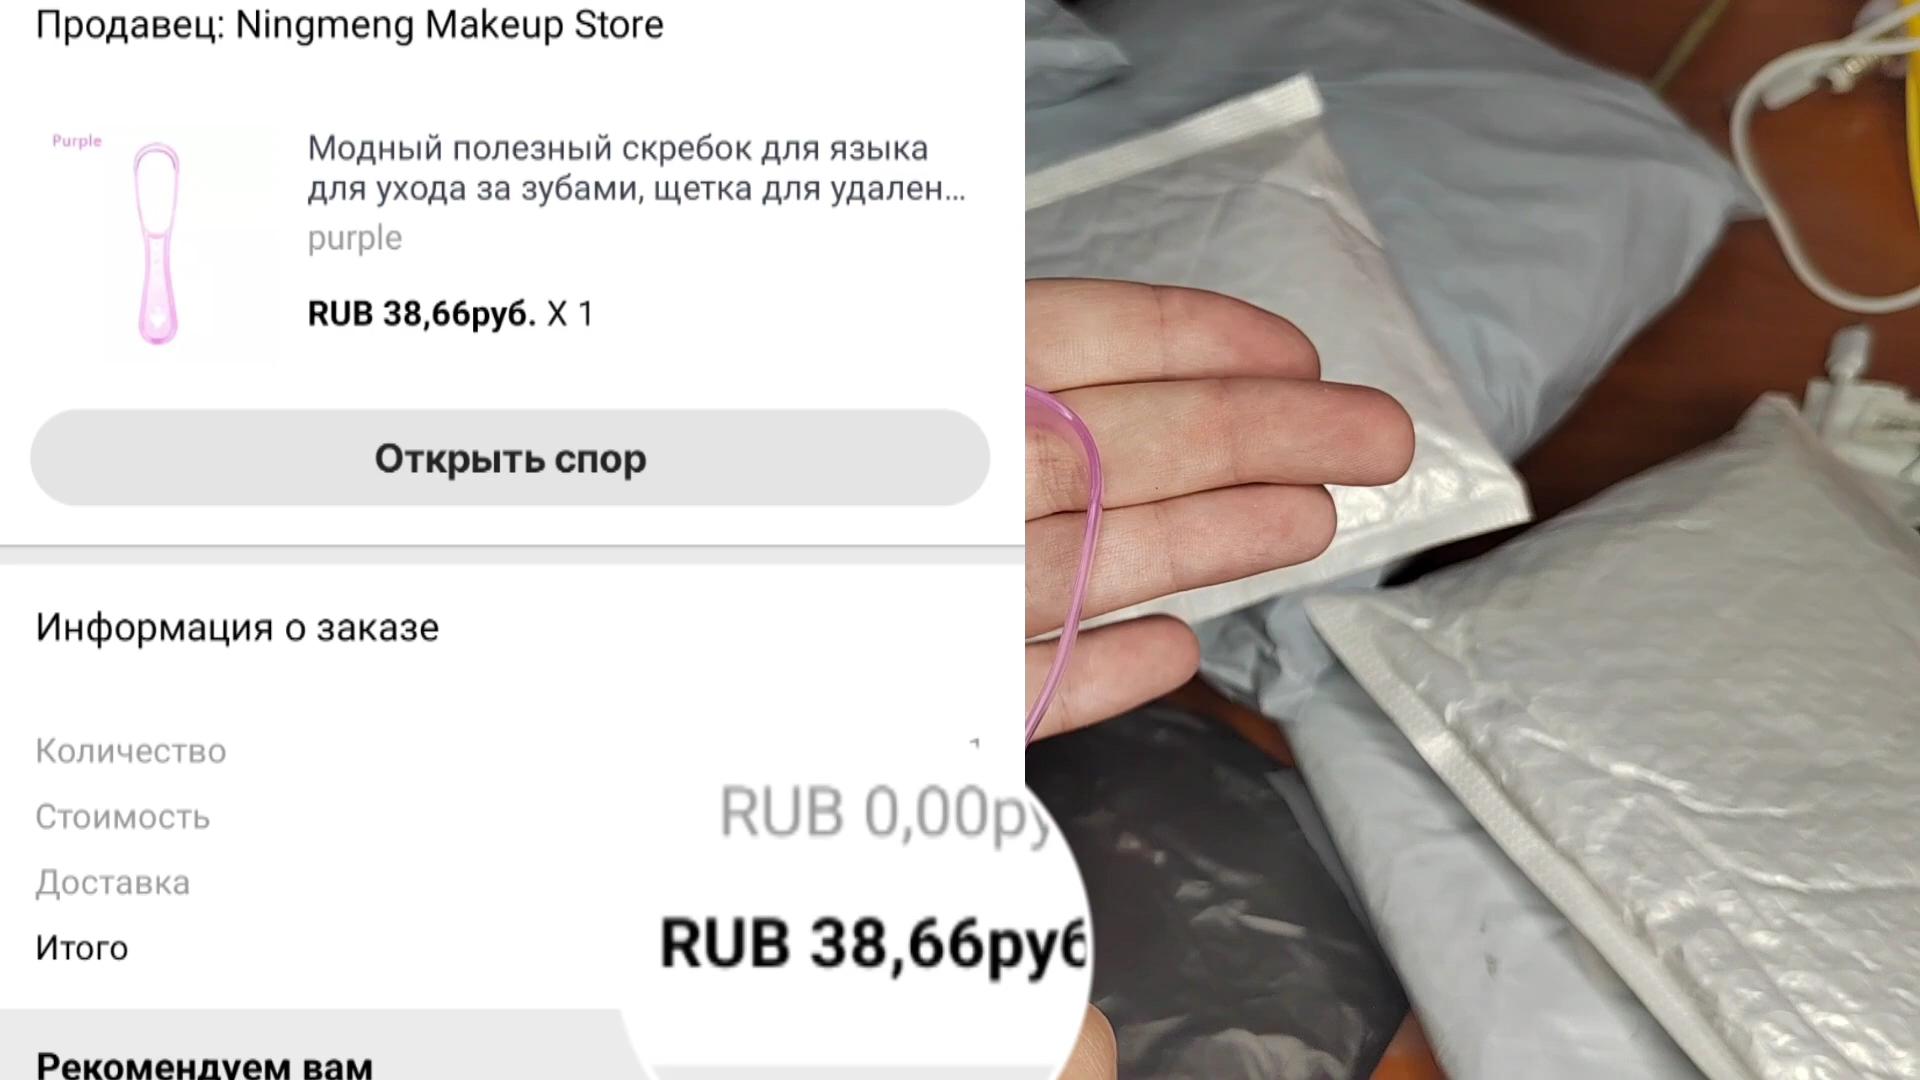 Продавец: Ningmeng Makeup Store
Purple
Модный полезный скребок для языка
для ухода за зубами, щетка для удален...
purple
RUB 38,66руб. X 1
Открыть спор
Информация о заказе
Количество
Стоимость
RUB 0,00
Доставка
Итого
RUB 38,66руб
Рекомендуем вам